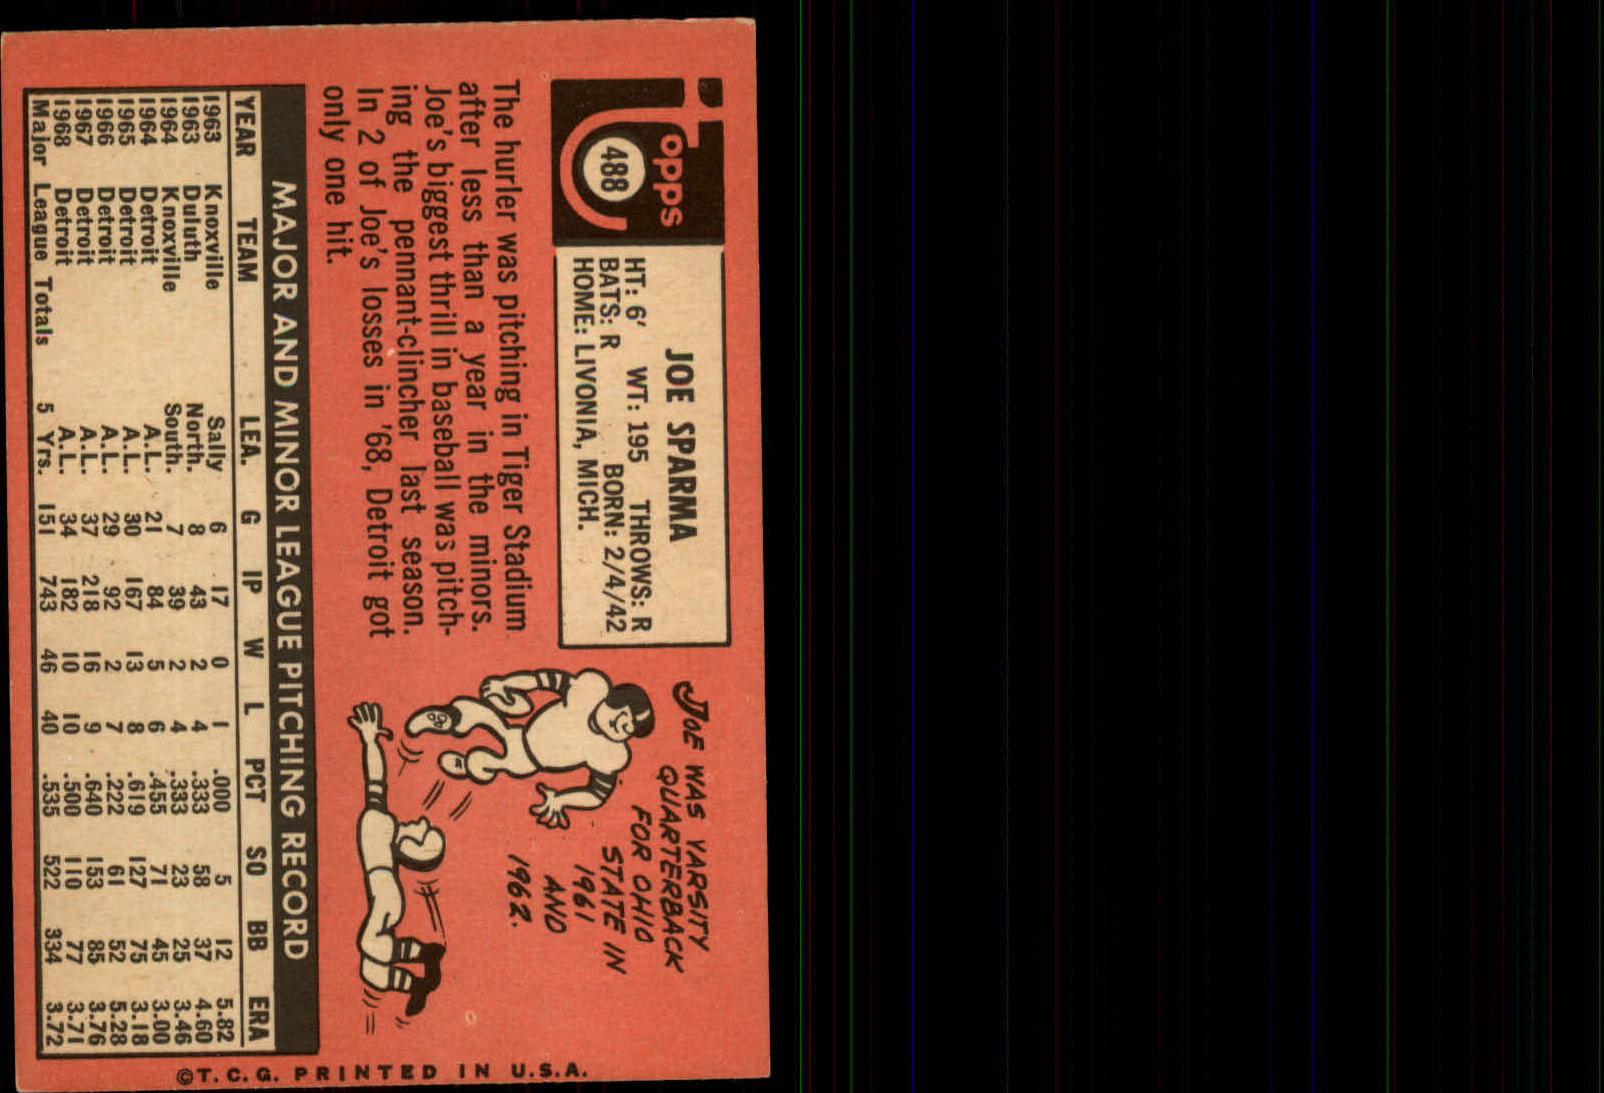 Topps
488
JOE SPARMA
HT: 6' WT: 195 THROWS: R
BATS: R BORN: 2/4/42
HOME: LIVONIA, MICH.
The hurler was pitching in Tiger Stadium
after less than a year in the minors.
Joe's biggest thrill in baseball was pitch-
ing the pennant-clincher last season.
In 2 of Joe's losses in '68, Detroit got
only one hit.
JOE WAS VARSITY
QUARTERBACK
FOR OHIO
STATE IN
1961
AND
1962.
MAJOR AND MINOR LEAGUE PITCHING RECORD
YEAR TEAM LEA. G IP W L PCT SO BB ERA
1963 Knoxville Sally 6 17 0 1 .000 5 12 5.82
1963 Duluth North. 8 43 2 4 .333 58 37 4.60
1964 Knoxville South. 7 39 2 4 .333 23 25 3.46
1964 Detroit A.L. 21 84 5 6 .455 71 45 3.00
1965 Detroit A.L. 30 167 13 8 .619 127 75 3.18
1966 Detroit A.L. 29 92 2 7 .222 61 52 5.28
1967 Detroit A.L. 37 218 16 9 .640 153 85 3.76
1968 Detroit A.L. 34 182 10 10 .500 110 77 3.71
Major League Totals 5 Yrs. 151 743 46 40 .535 522 334 3.72
©T.C.G. PRINTED IN U.S.A.